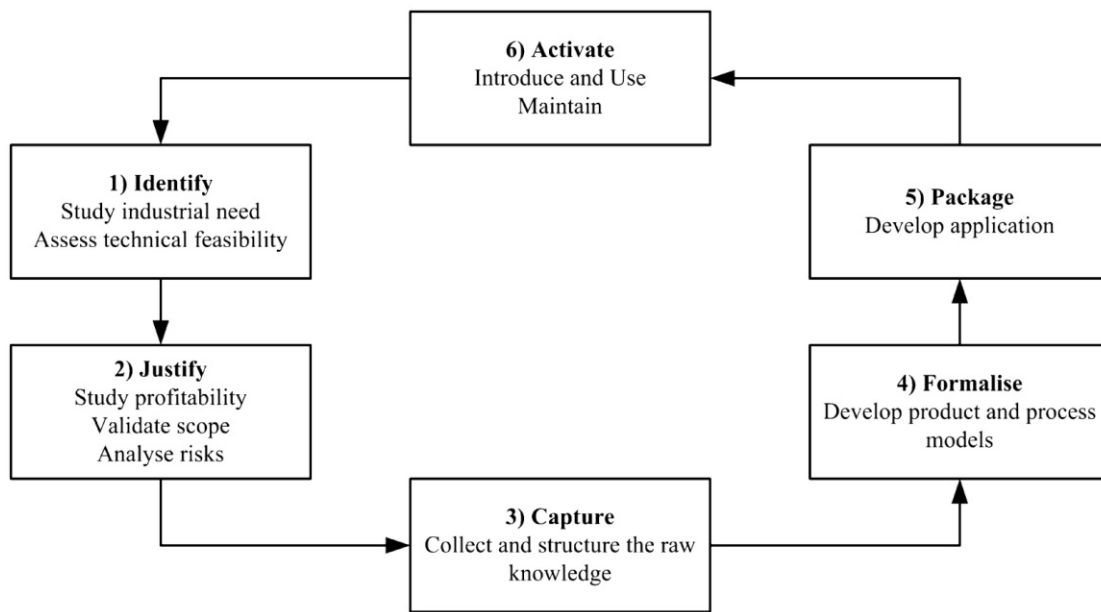 6) Activate
Introduce and Use
Maintain
1) Identify
Study industrial need
Assess technical feasibility
5) Package
Develop application
2) Justify
Study profitability
Validate scope
Analyse risks
4) Formalise
Develop product and process
models
3) Capture
Collect and structure the raw
knowledge